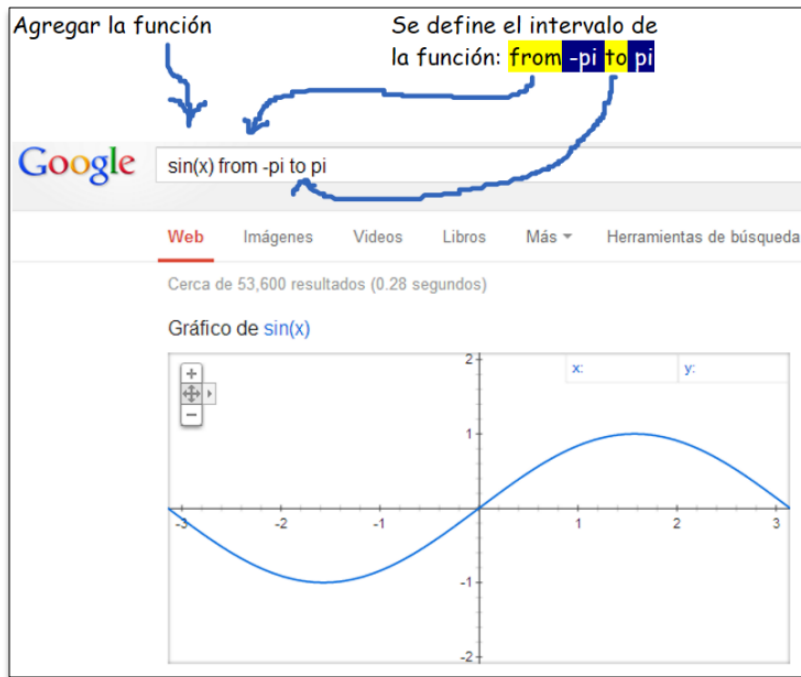 Agregar la función
Se define el intervalo de
la función: from -pi to pi
Google
sin(x) from -pi to pi
Web Imágenes Videos Libros Más Herramientas de búsqueda
Cerca de 53,600 resultados (0.28 segundos)
Gráfico de sin(x)
x: y:
2
1
-3 -2 -1 1 2 3
-1
-2